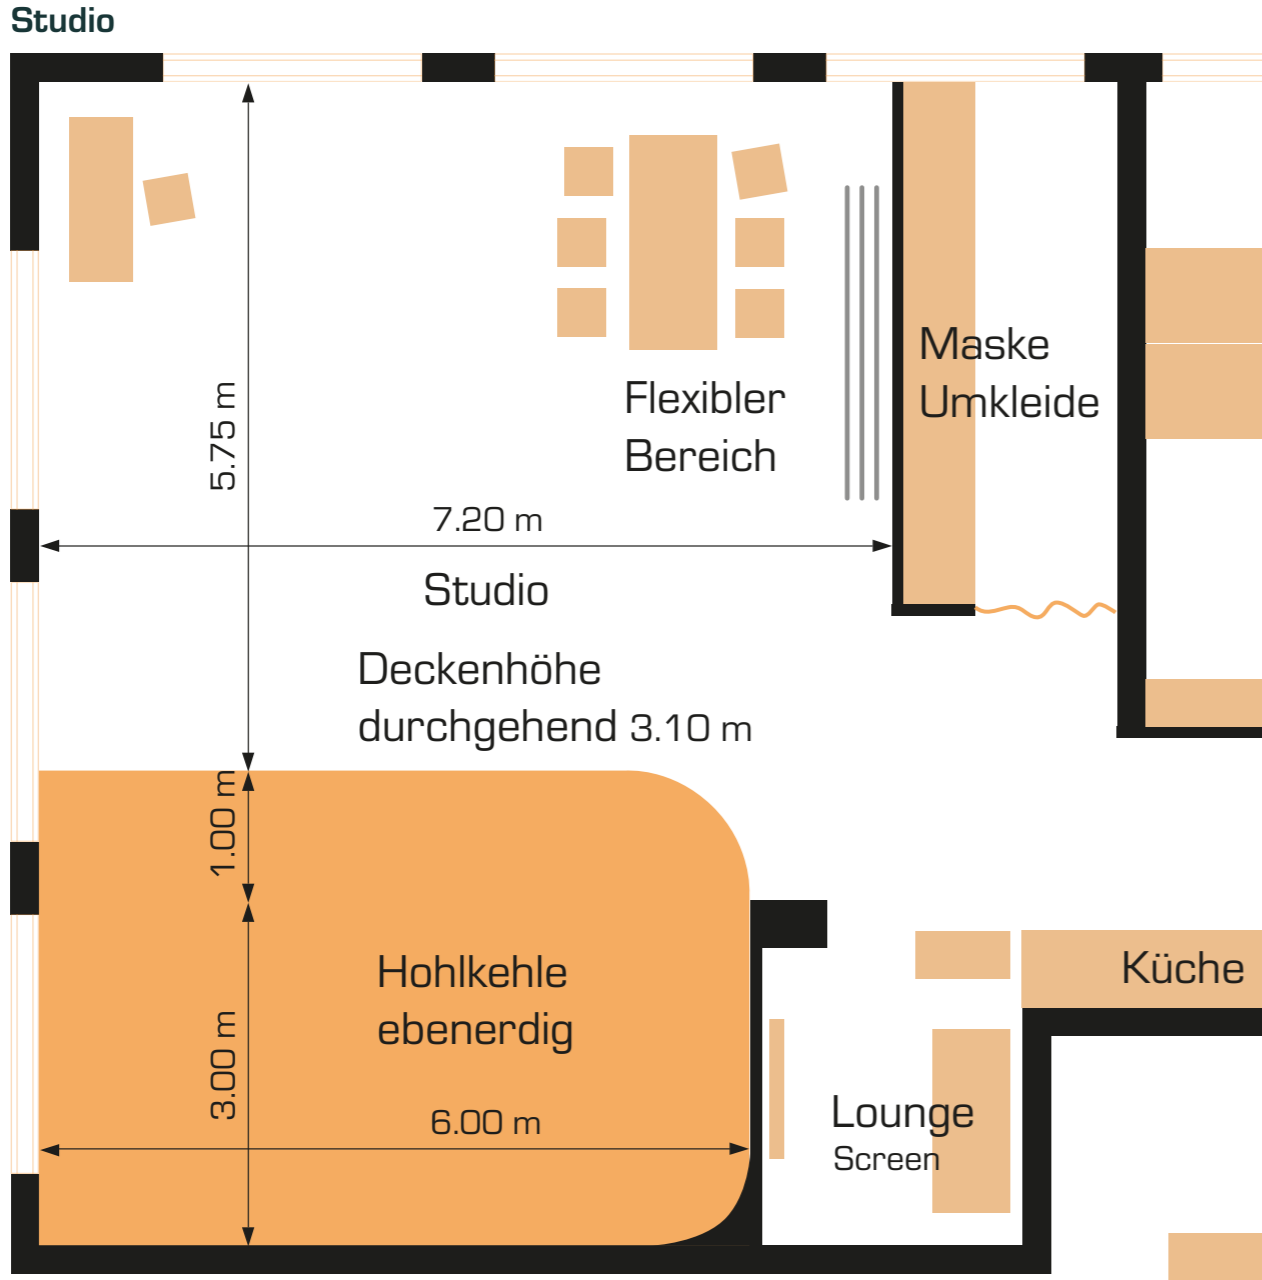 Studio
Maske
Umkleide
Flexibler
Bereich
5.75 m
7.20 m
Studio
Deckenhöhe
durchgehend 3.10 m
1.00 m
Hohlkehle
ebenerdig
Küche
3.00 m
6.00 m
Lounge
Screen